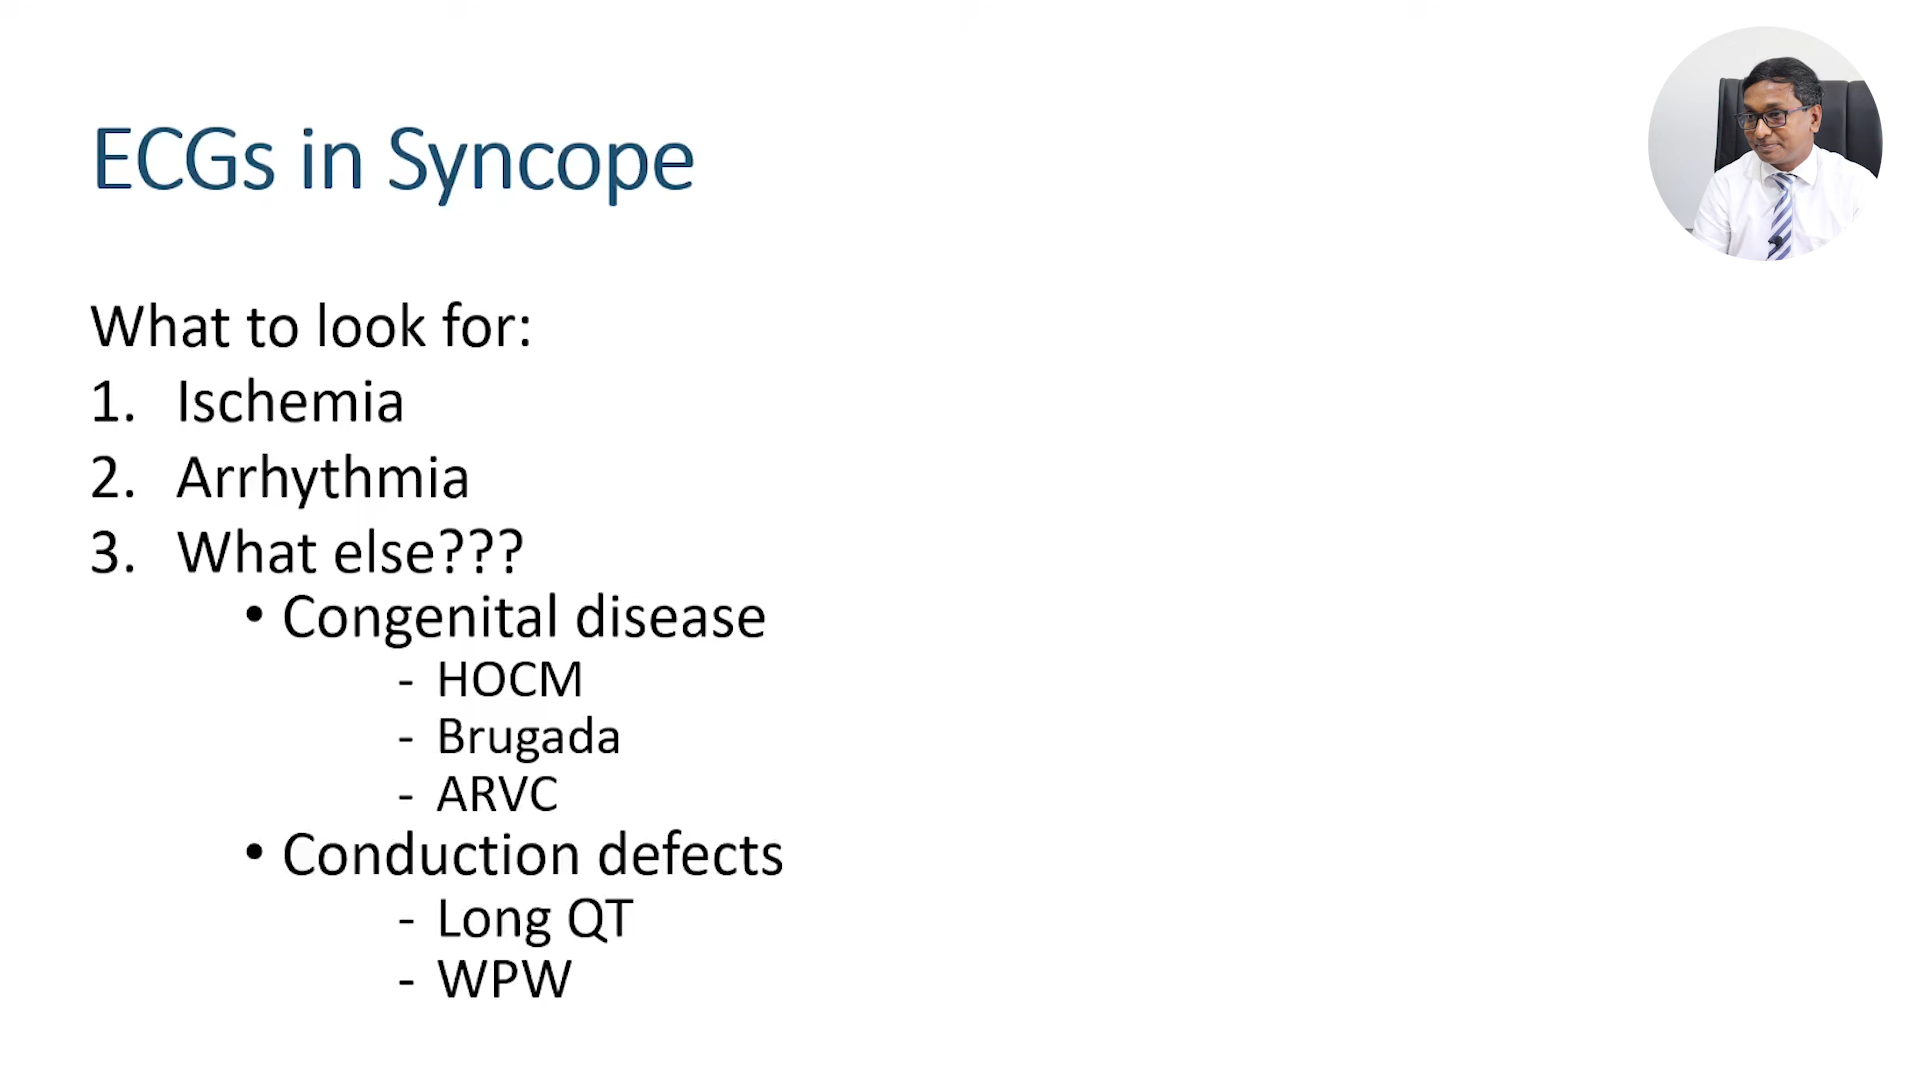 ECGs in Syncope
What to look for:
1. Ischemia
2. Arrhythmia
3. What else???
• Congenital disease
- HOCM
- Brugada
- ARVC
• Conduction defects
- Long QT
- WPW